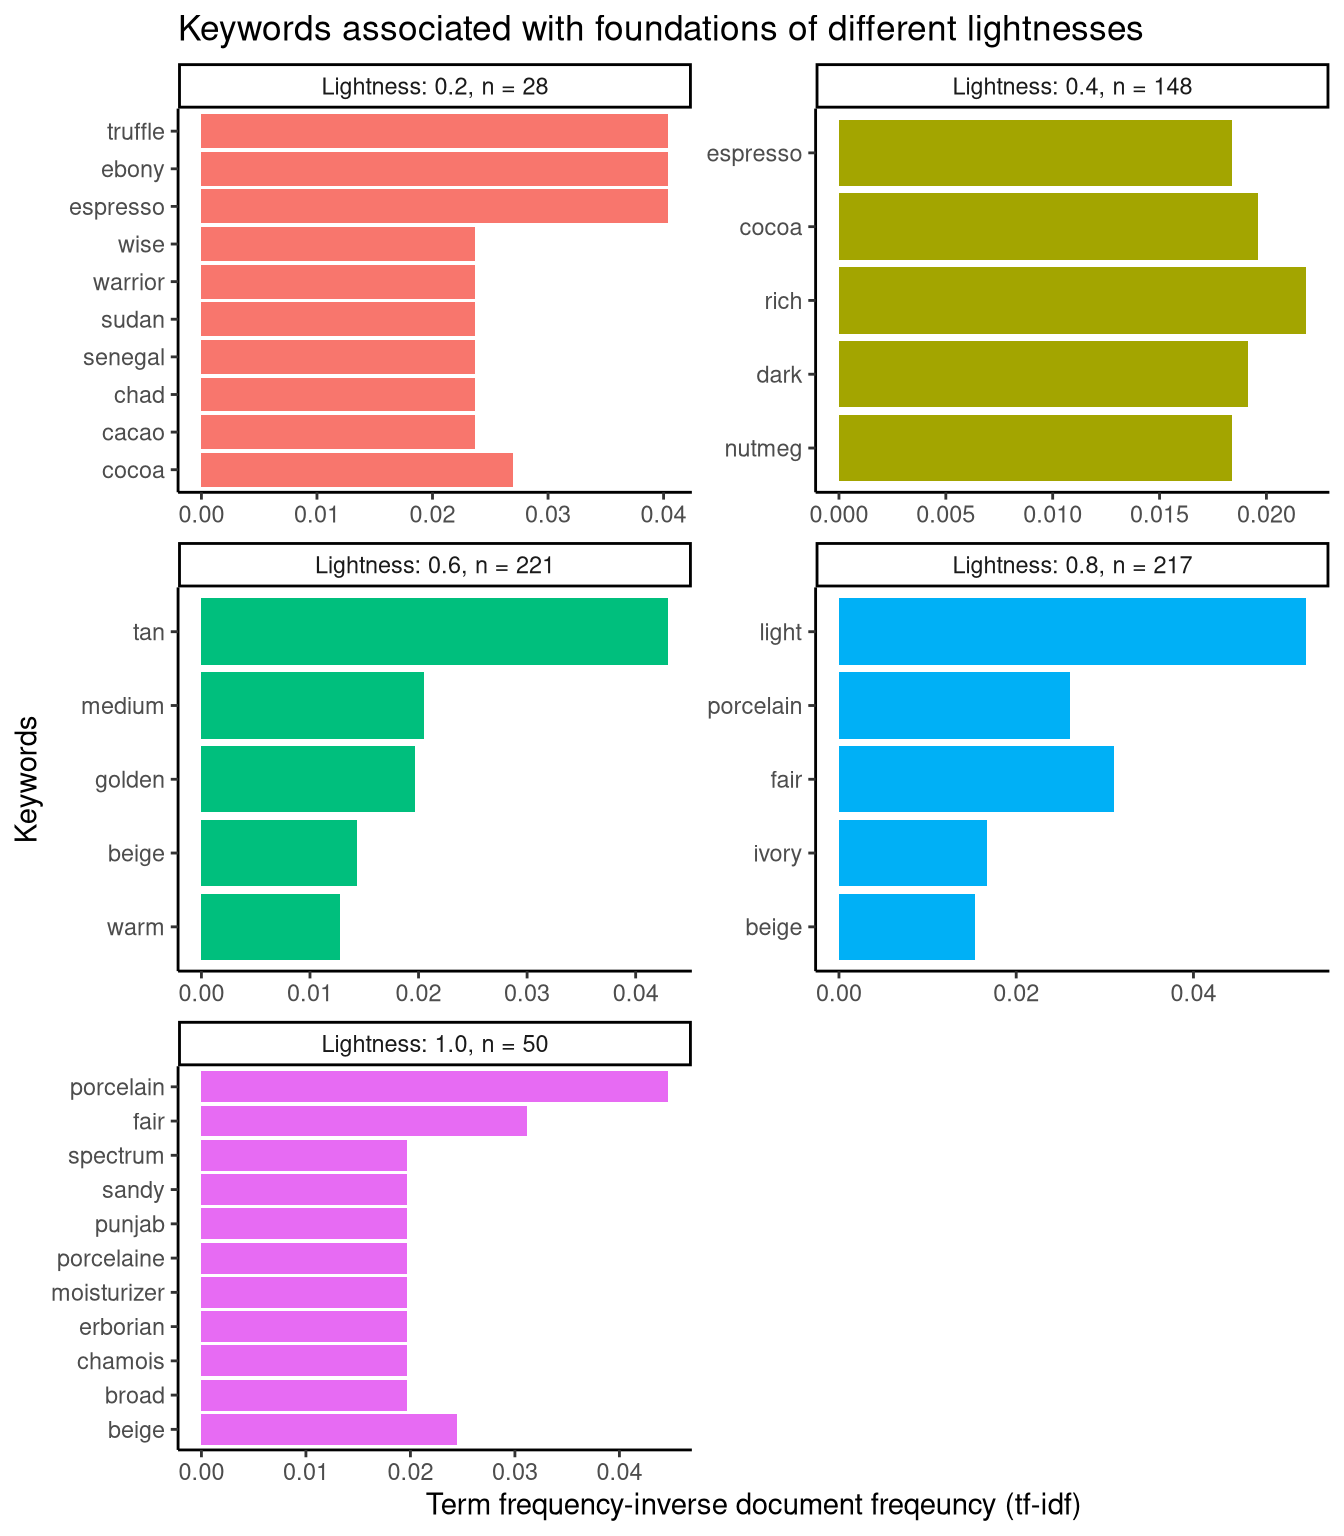 Keywords associated with foundations of different lightnesses
Lightness: 0.2, n = 28
truffle
ebony
espresso
wise
warrior
sudan
senegal
chad
cacao
cocoa
0.00 0.01 0.02 0.03 0.04
Lightness: 0.4, n = 148
espresso
cocoa
rich
dark
nutmeg
0.000 0.005 0.010 0.015 0.020
Lightness: 0.6, n = 221
tan
medium
golden
beige
warm
0.00 0.01 0.02 0.03 0.04
Lightness: 0.8, n = 217
light
porcelain
fair
ivory
beige
0.00 0.02 0.04
Lightness: 1.0, n = 50
porcelain
fair
spectrum
sandy
punjab
porcelaine
moisturizer
erborian
chamois
broad
beige
0.00 0.01 0.02 0.03 0.04
Keywords
Term frequency-inverse document freqeuncy (tf-idf)